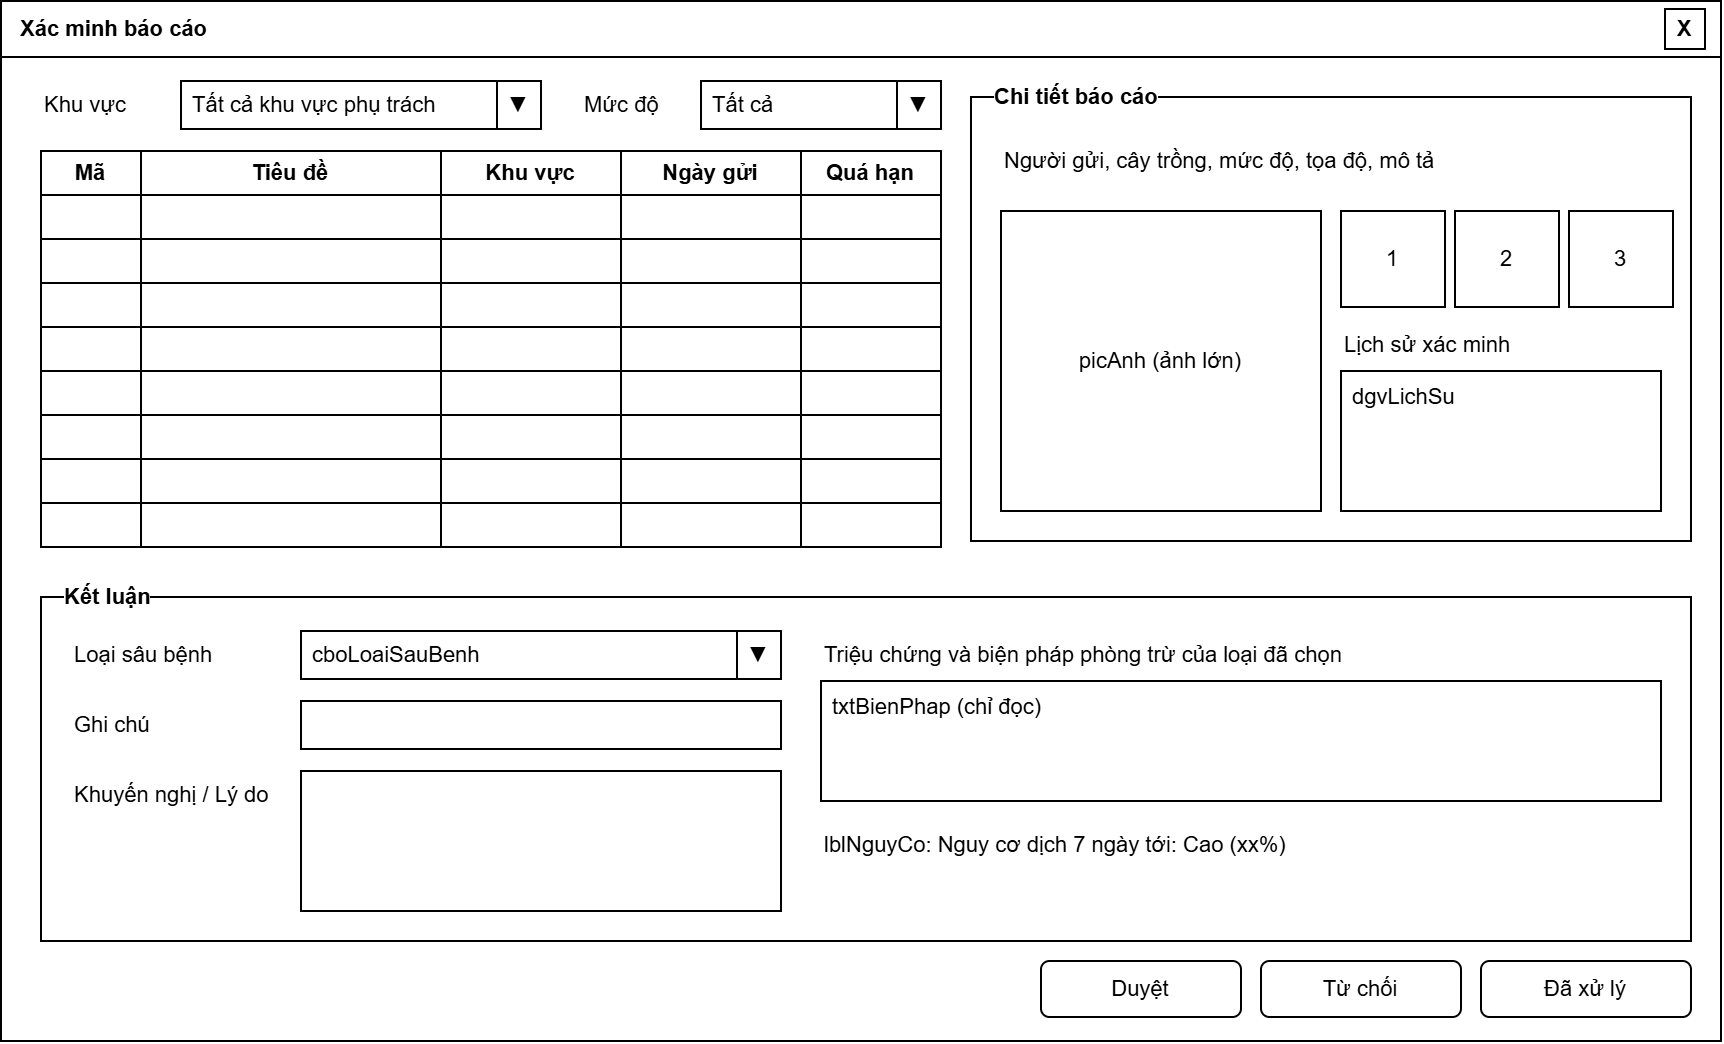 Xác minh báo cáo
X
Khu vực
Tất cả khu vực phụ trách
▼
Mức độ
Tất cả
▼
Mã
Tiêu đề
Khu vực
Ngày gửi
Quá hạn
Chi tiết báo cáo
Người gửi, cây trồng, mức độ, tọa độ, mô tả
picAnh (ảnh lớn)
1
2
3
Lịch sử xác minh
dgvLichSu
Kết luận
Loại sâu bệnh
cboLoaiSauBenh
▼
Ghi chú
Khuyến nghị / Lý do
Triệu chứng và biện pháp phòng trừ của loại đã chọn
txtBienPhap (chỉ đọc)
lblNguyCo: Nguy cơ dịch 7 ngày tới: Cao (xx%)
Duyệt
Từ chối
Đã xử lý